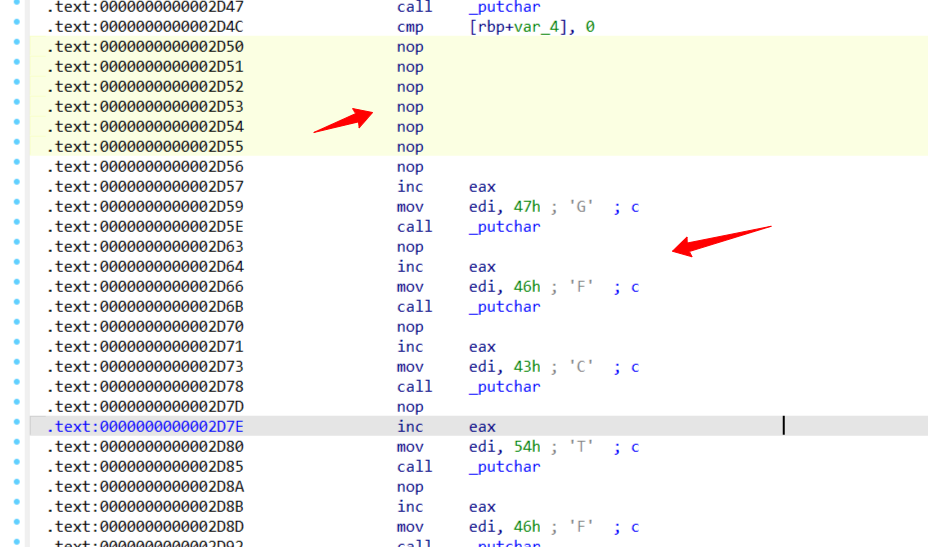 .text:0000000000002D47 call _putchar
.text:0000000000002D4C cmp [rbp+var_4], 0
.text:0000000000002D50 nop
.text:0000000000002D51 nop
.text:0000000000002D52 nop
.text:0000000000002D53 nop
.text:0000000000002D54 nop
.text:0000000000002D55 nop
.text:0000000000002D56 nop
.text:0000000000002D57 inc eax
.text:0000000000002D59 mov edi, 47h ; 'G' ; c
.text:0000000000002D5E call _putchar
.text:0000000000002D63 nop
.text:0000000000002D64 inc eax
.text:0000000000002D66 mov edi, 46h ; 'F' ; c
.text:0000000000002D6B call _putchar
.text:0000000000002D70 nop
.text:0000000000002D71 inc eax
.text:0000000000002D73 mov edi, 43h ; 'C' ; c
.text:0000000000002D78 call _putchar
.text:0000000000002D7D nop
.text:0000000000002D7E inc eax
.text:0000000000002D80 mov edi, 54h ; 'T' ; c
.text:0000000000002D85 call _putchar
.text:0000000000002D8A nop
.text:0000000000002D8B inc eax
.text:0000000000002D8D mov edi, 46h ; 'F' ; c
.text:0000000000002D92 call _putchar